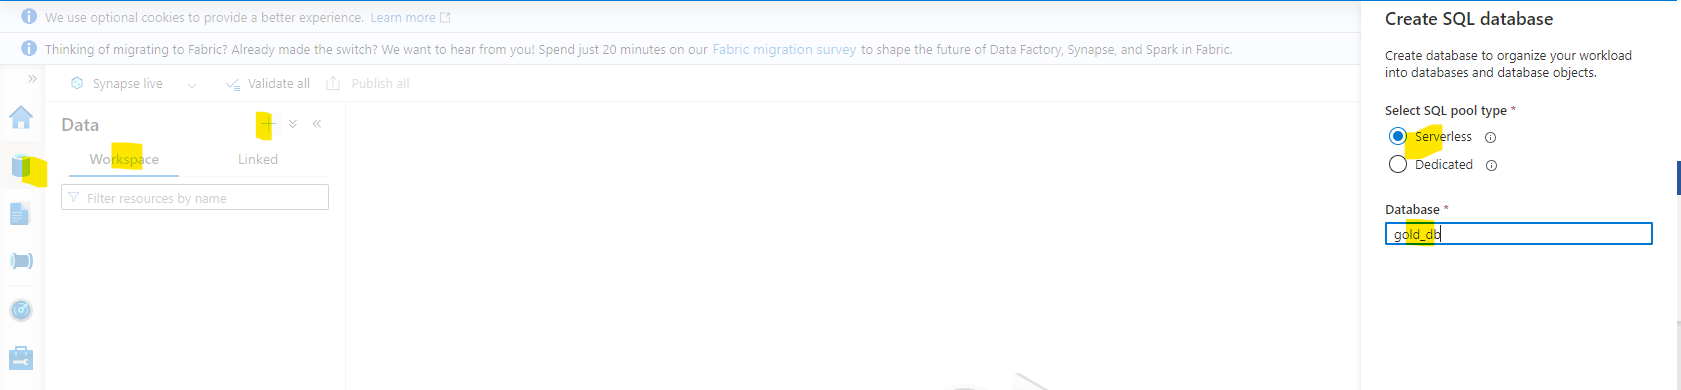 We use optional cookies to provide a better experience. Learn more
Thinking of migrating to Fabric? Already made the switch? We want to hear from you! Spend just 20 minutes on our Fabric migration survey to shape the future of Data Factory, Synapse, and Spark in Fabric.
Synapse live
Validate all
Publish all
Data
Workspace
Linked
Filter resources by name
Create SQL database
Create database to organize your workload
into databases and database objects.
Select SQL pool type *
Serverless
Dedicated
Database *
gold_db